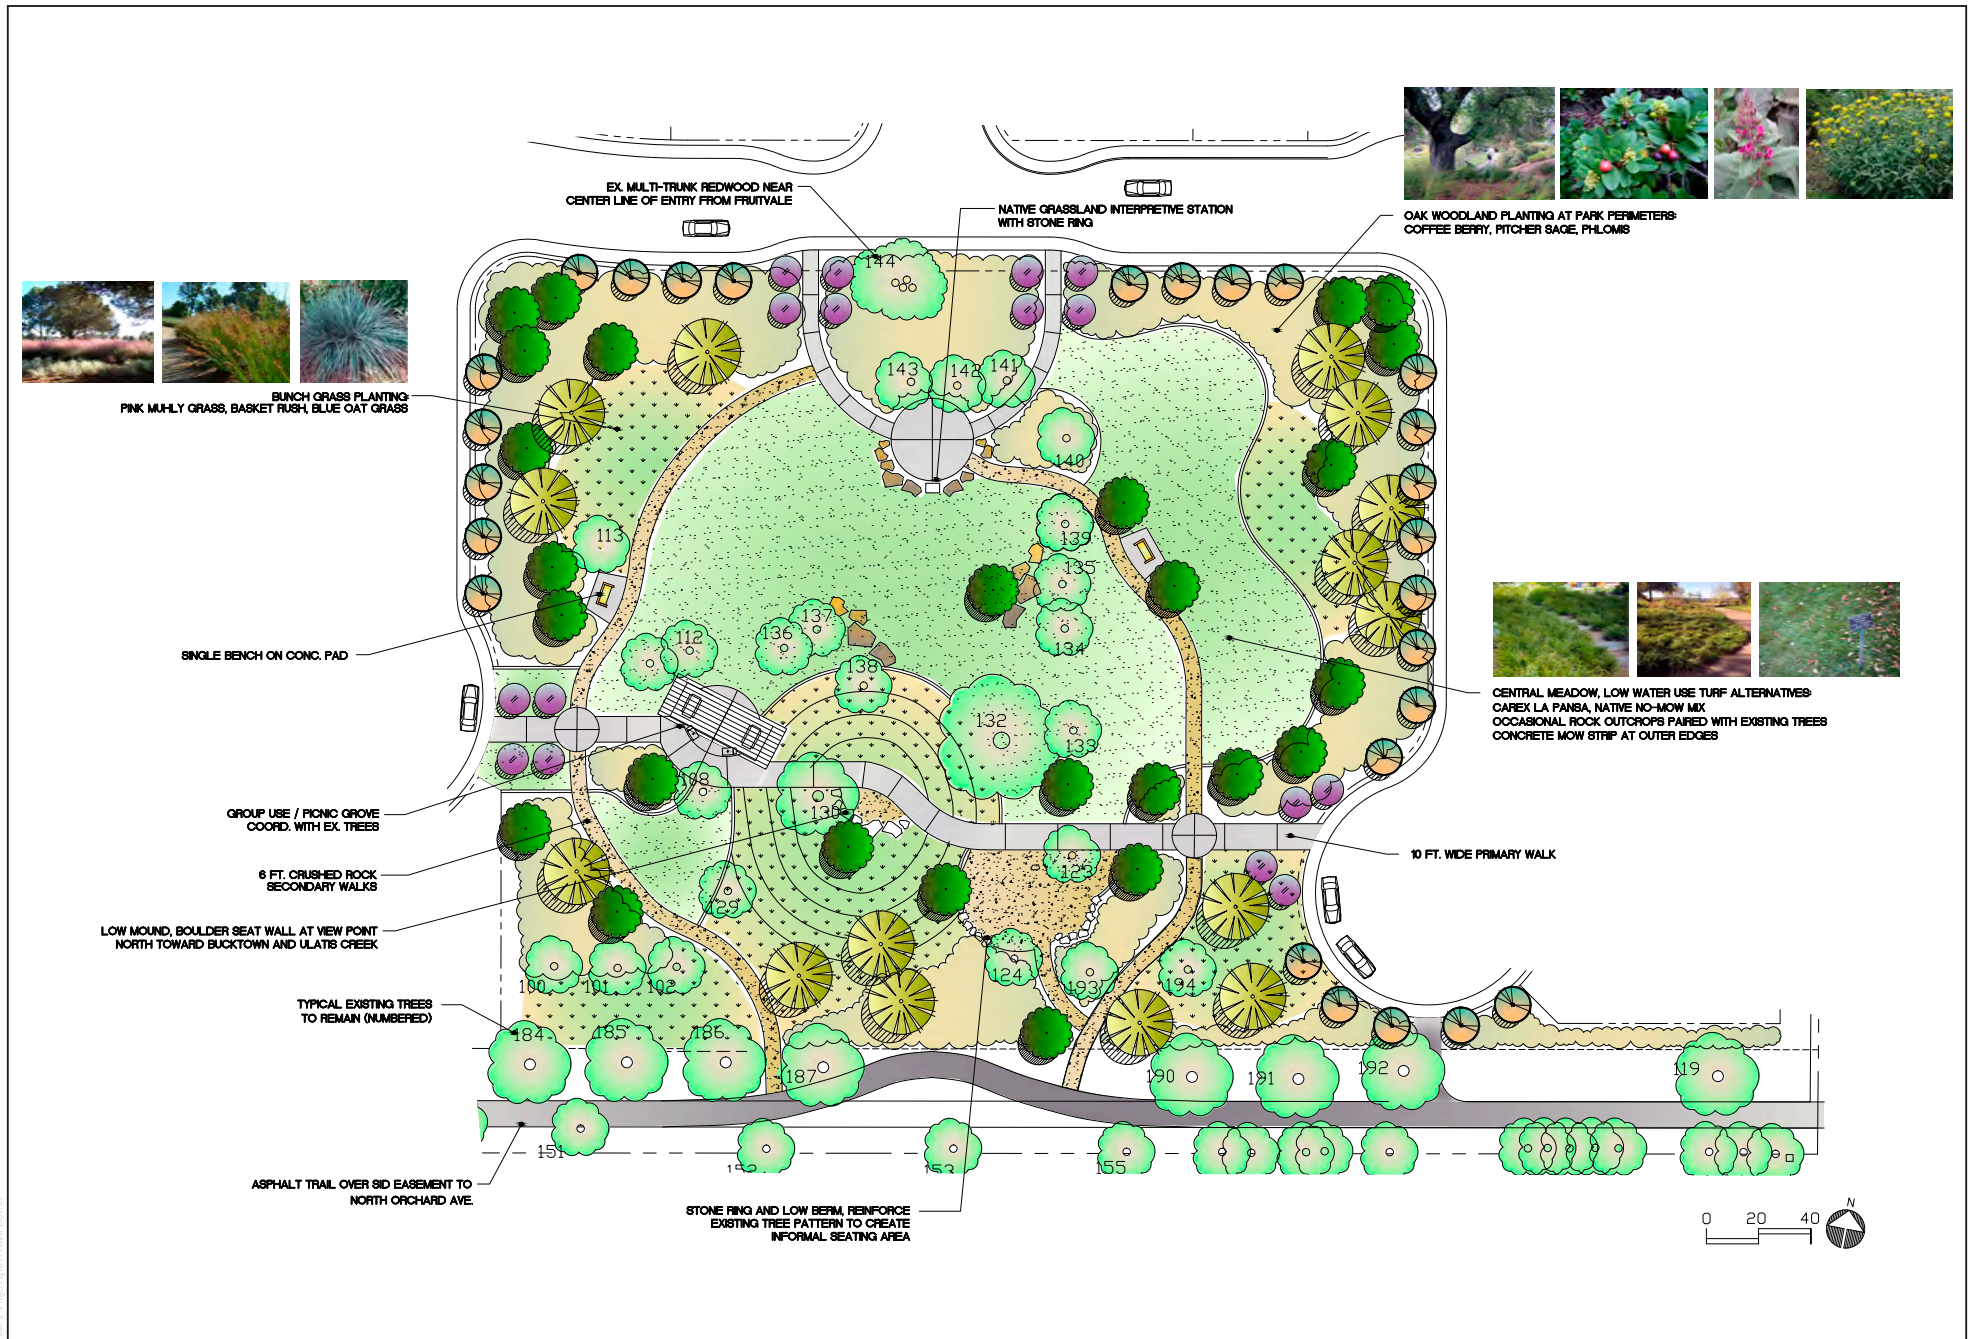 EX. MULTI-TRUNK REDWOOD NEAR
CENTER LINE OF ENTRY FROM FRUITVALE
NATIVE GRASSLAND INTERPRETIVE STATION
WITH STONE RING
OAK WOODLAND PLANTING AT PARK PERIMETERS:
COFFEE BERRY, PITCHER SAGE, PHLOMIS
BUNCH GRASS PLANTING:
PINK MUHLY GRASS, BASKET RUSH, BLUE OAT GRASS
SINGLE BENCH ON CONC. PAD
CENTRAL MEADOW, LOW WATER USE TURF ALTERNATIVES:
CAREX LA PANSA, NATIVE NO-MOW MIX
OCCASIONAL ROCK OUTCROPS PAIRED WITH EXISTING TREES
CONCRETE MOW STRIP AT OUTER EDGES
GROUP USE / PICNIC GROVE
COORD. WITH EX. TREES
10 FT. WIDE PRIMARY WALK
6 FT. CRUSHED ROCK
SECONDARY WALKS
LOW MOUND, BOULDER SEAT WALL AT VIEW POINT
NORTH TOWARD BUCKTOWN AND ULATIS CREEK
TYPICAL EXISTING TREES
TO REMAIN (NUMBERED)
ASPHALT TRAIL OVER SID EASEMENT TO
NORTH ORCHARD AVE.
STONE RING AND LOW BERM, REINFORCE
EXISTING TREE PATTERN TO CREATE
INFORMAL SEATING AREA
144
143
142
141
140
139
113
135
137
136
112
134
138
132
133
108
130
123
129
124
100
101
102
193
194
184
185
186
187
190
191
192
119
151
152
153
155
0 20 40
N